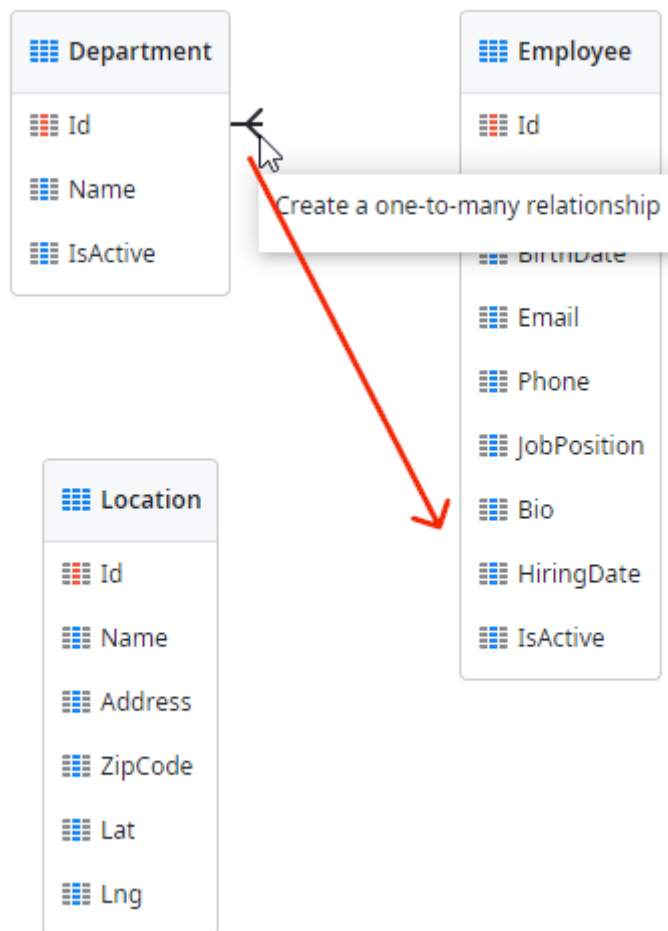 Department
Id
Name
IsActive
Employee
Id
Create a one-to-many relationship
BirthDate
Email
Phone
JobPosition
Bio
HiringDate
IsActive
Location
Id
Name
Address
ZipCode
Lat
Lng